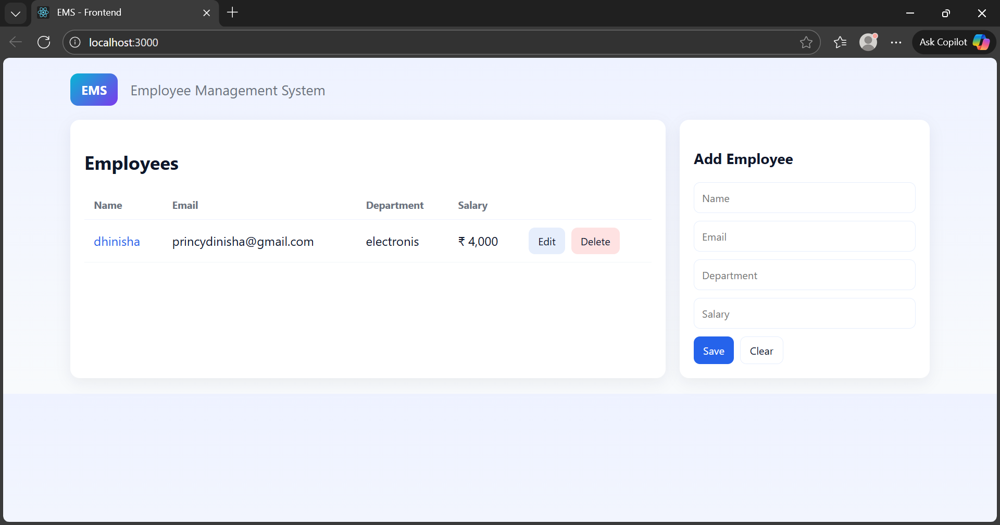 EMS - Frontend
localhost:3000
Ask Copilot
EMS
Employee Management System
Employees
Name Email Department Salary
dhinisha princydinisha@gmail.com electronis ₹ 4,000 Edit Delete
Add Employee
Name
Email
Department
Salary
Save Clear